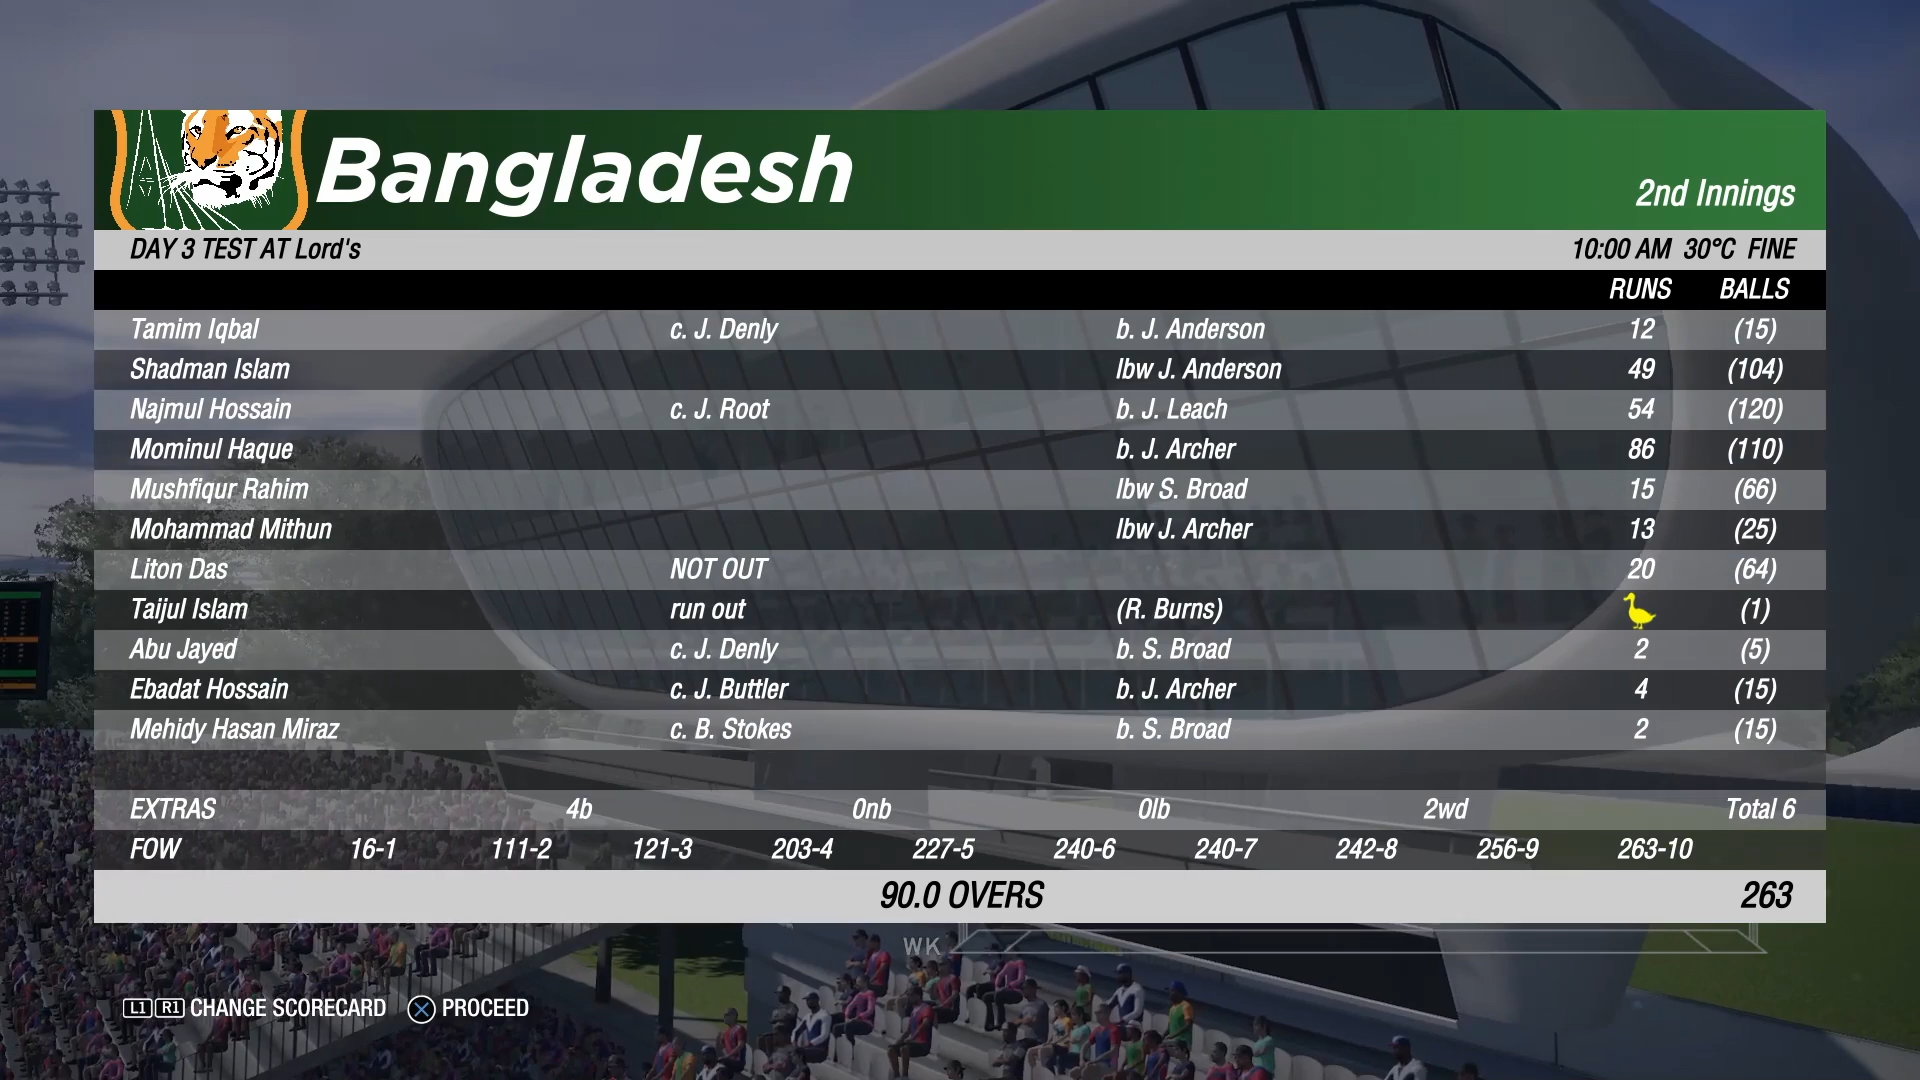 Bangladesh
2nd Innings
DAY 3 TEST AT Lord's 10:00 AM 30°C FINE
RUNS BALLS
Tamim Iqbal c. J. Denly b. J. Anderson 12 (15)
Shadman Islam lbw J. Anderson 49 (104)
Najmul Hossain c. J. Root b. J. Leach 54 (120)
Mominul Haque b. J. Archer 86 (110)
Mushfiqur Rahim lbw S. Broad 15 (66)
Mohammad Mithun lbw J. Archer 13 (25)
Liton Das NOT OUT 20 (64)
Taijul Islam run out (R. Burns) (1)
Abu Jayed c. J. Denly b. S. Broad 2 (5)
Ebadat Hossain c. J. Buttler b. J. Archer 4 (15)
Mehidy Hasan Miraz c. B. Stokes b. S. Broad 2 (15)
EXTRAS 4b 0nb 0lb 2wd Total 6
FOW 16-1 111-2 121-3 203-4 227-5 240-6 240-7 242-8 256-9 263-10
90.0 OVERS 263
WK
L1 R1 CHANGE SCORECARD PROCEED